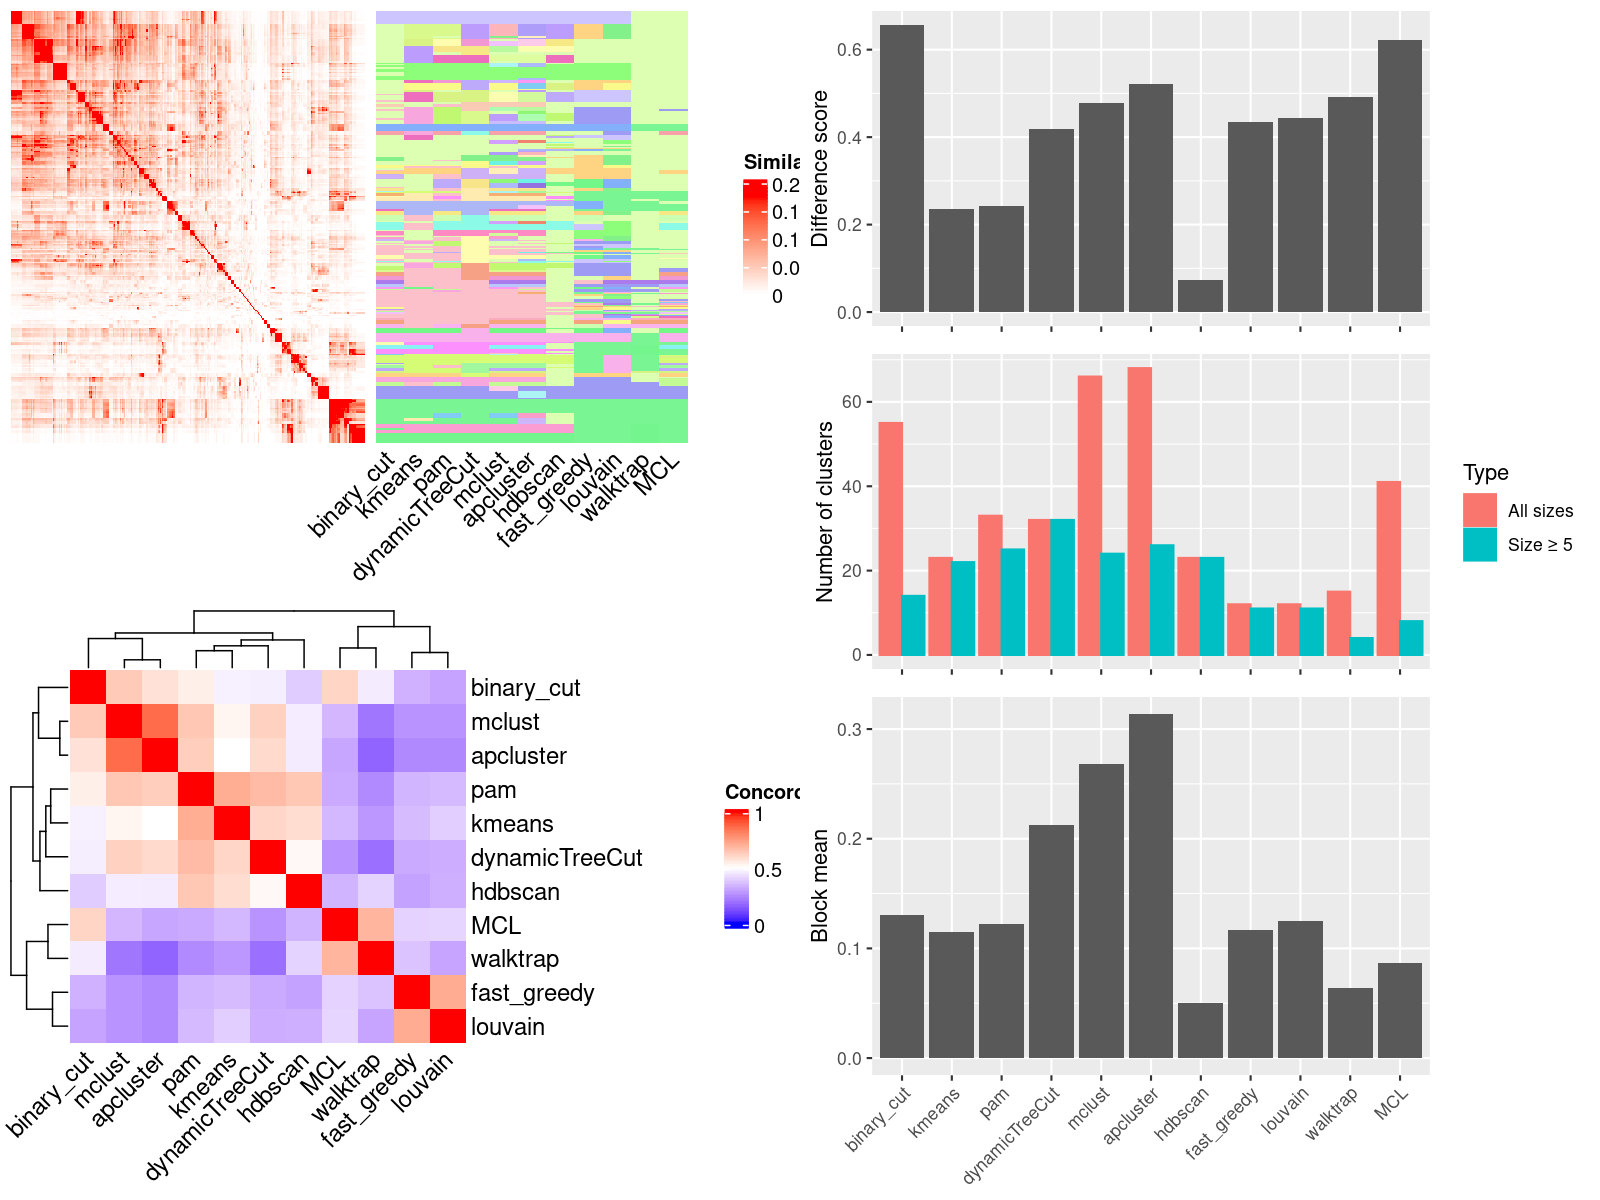 Simila
0.2
0.1
0.1
0.0
0
binary_cut
kmeans
pam
dynamicTreeCut
mclust
apcluster
hdbscan
fast_greedy
louvain
walktrap
MCL
binary_cut
mclust
apcluster
pam
kmeans
dynamicTreeCut
hdbscan
MCL
walktrap
fast_greedy
louvain
binary_cut
mclust
apcluster
pam
kmeans
dynamicTreeCut
hdbscan
MCL
walktrap
fast_greedy
louvain
Concord
1
0.5
0
Difference score
0.6
0.4
0.2
0.0
Number of clusters
60
40
20
0
Type
All sizes
Size ≥ 5
Block mean
0.3
0.2
0.1
0.0
binary_cut
kmeans
pam
dynamicTreeCut
mclust
apcluster
hdbscan
fast_greedy
louvain
walktrap
MCL